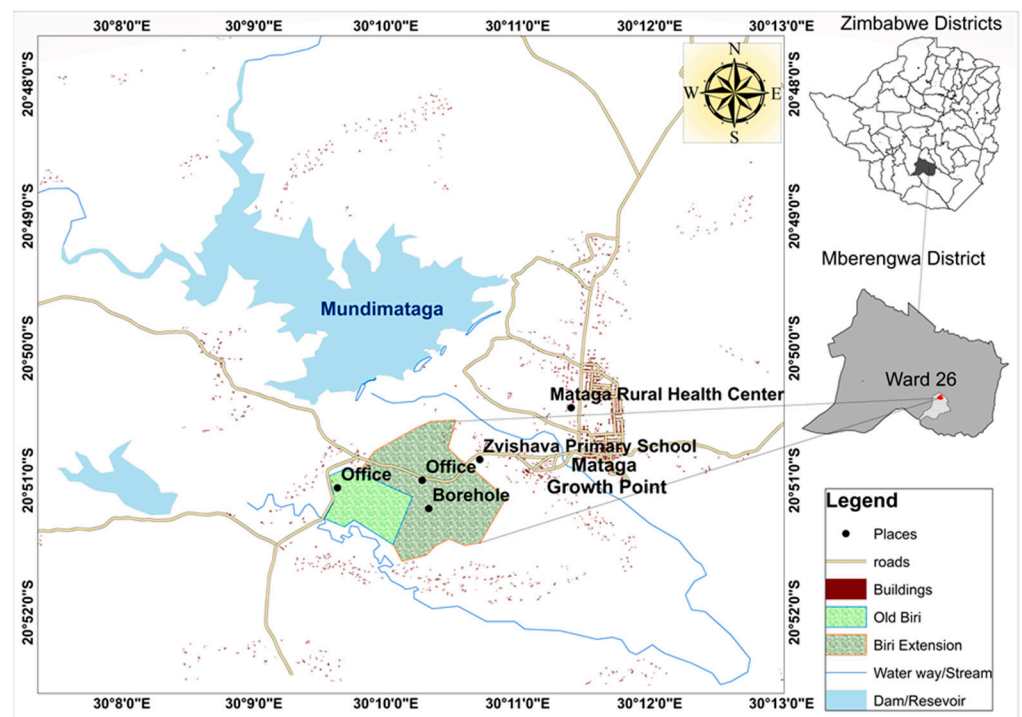 30°8'0"E 30°9'0"E 30°10'0"E 30°11'0"E 30°12'0"E 30°13'0"E
Zimbabwe Districts
N
W E
S
20°48'0"S 20°48'0"S
20°49'0"S 20°49'0"S
Mberengwa District
Mundimataga
20°50'0"S 20°50'0"S
Ward 26
Mataga Rural Health Center
Zvishava Primary School
Office
Office
Mataga
Growth Point
Borehole
20°51'0"S 20°51'0"S
20°52'0"S 20°52'0"S
Legend
Places
roads
Buildings
Old Biri
Biri Extension
Water way/Stream
Dam/Resevoir
30°8'0"E 30°9'0"E 30°10'0"E 30°11'0"E 30°12'0"E 30°13'0"E